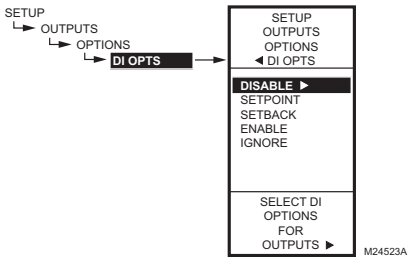 SETUP
OUTPUTS
OPTIONS
DI OPTS
SETUP
OUTPUTS
OPTIONS
◄ DI OPTS
DISABLE ►
SETPOINT
SETBACK
ENABLE
IGNORE
SELECT DI
OPTIONS
FOR
OUTPUTS ►
M24523A